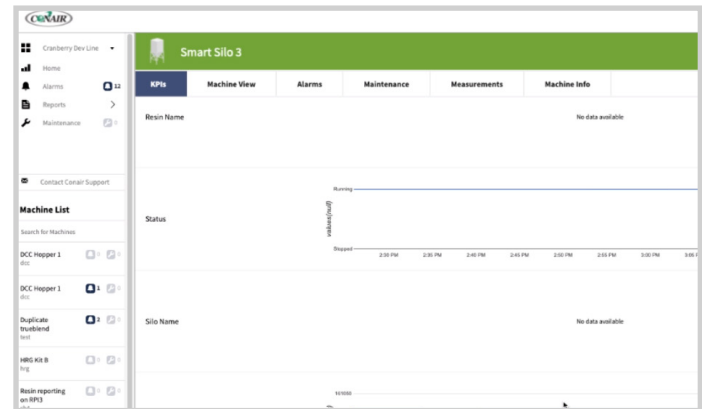 CONAIR
Cranberry Dev Line
Home
Alarms 12
Reports
Maintenance 0
Contact Conair Support
Machine List
Search for Machines
DCC Hopper 1 0 0
dcc
DCC Hopper 1 1 0
dcc
Duplicate 2 0
trueblend
test
HRG Kit B 0 0
hrg
Resin reporting 0 0
on RPI3
Smart Silo 3
KPIs Machine View Alarms Maintenance Measurements Machine Info
Resin Name No data available
Running
Status
values(null)
Stopped
2:30 PM 2:35 PM 2:40 PM 2:45 PM 2:50 PM 2:55 PM 3:00 PM
Silo Name No data available